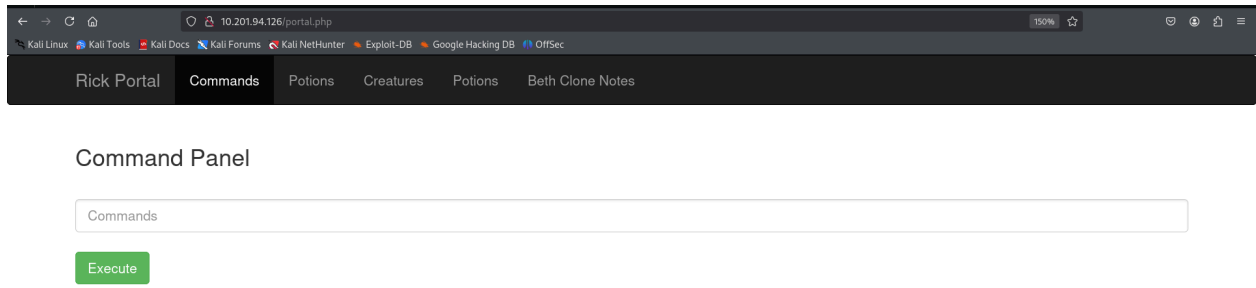 10.201.94.126/portal.php 150%
Kali Linux Kali Tools Kali Docs Kali Forums Kali NetHunter Exploit-DB Google Hacking DB OffSec
Rick Portal Commands Potions Creatures Potions Beth Clone Notes
Command Panel
Commands
Execute